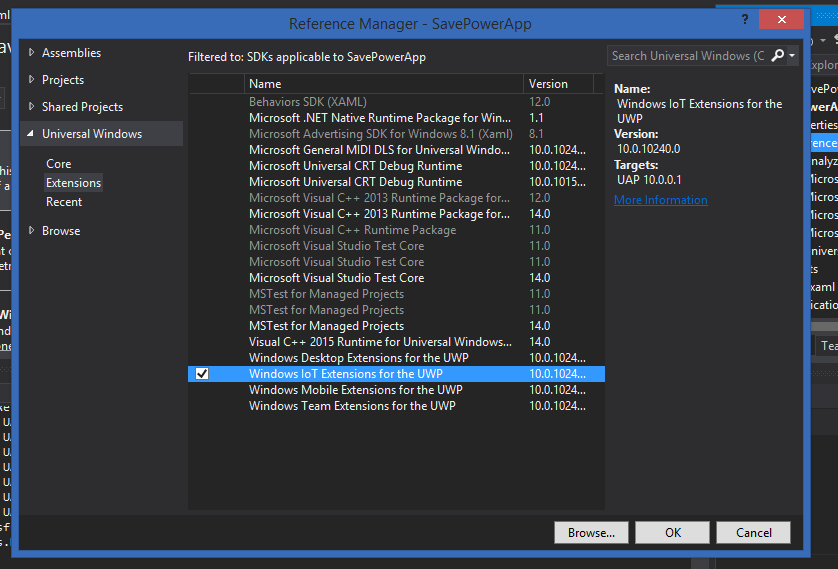 Reference Manager - SavePowerApp
?
Assemblies
Projects
Shared Projects
Universal Windows
Core
Extensions
Recent
Browse
Filtered to: SDKs applicable to SavePowerApp
Search Universal Windows (C
Name Version
Behaviors SDK (XAML) 12.0
Microsoft .NET Native Runtime Package for Win... 1.1
Microsoft Advertising SDK for Windows 8.1 (Xaml) 8.1
Microsoft General MIDI DLS for Universal Windo... 10.0.1024...
Microsoft Universal CRT Debug Runtime 10.0.1024...
Microsoft Universal CRT Debug Runtime 10.0.1015...
Microsoft Visual C++ 2013 Runtime Package for... 12.0
Microsoft Visual C++ 2013 Runtime Package for... 14.0
Microsoft Visual C++ Runtime Package 11.0
Microsoft Visual Studio Test Core 11.0
Microsoft Visual Studio Test Core 11.0
Microsoft Visual Studio Test Core 14.0
MSTest for Managed Projects 11.0
MSTest for Managed Projects 11.0
MSTest for Managed Projects 14.0
Visual C++ 2015 Runtime for Universal Windows... 14.0
Windows Desktop Extensions for the UWP 10.0.1024...
Windows IoT Extensions for the UWP 10.0.1024...
Windows Mobile Extensions for the UWP 10.0.1024...
Windows Team Extensions for the UWP 10.0.1024...
Name:
Windows IoT Extensions for the
UWP
Version:
10.0.10240.0
Targets:
UAP 10.0.0.1
More Information
Browse...
OK
Cancel